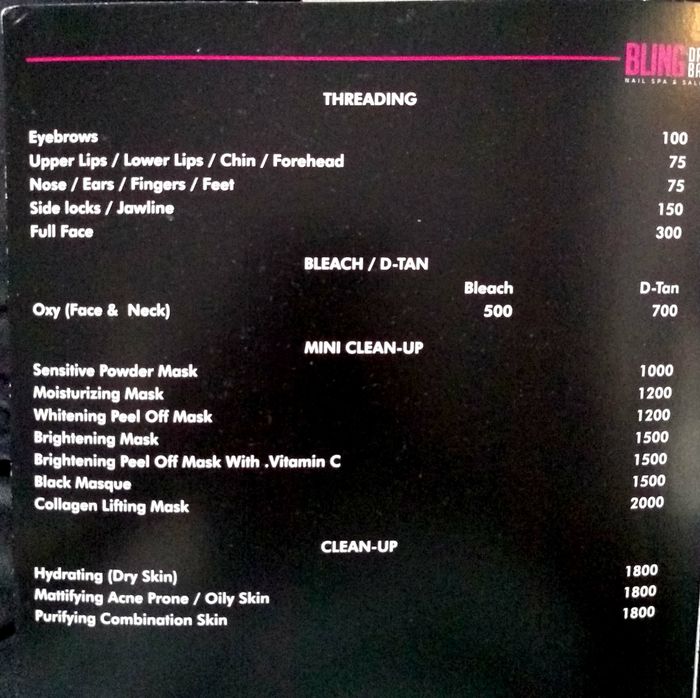 BLING
NAIL SPA &
THREADING
Eyebrows 100
Upper Lips / Lower Lips / Chin / Forehead 75
Nose / Ears / Fingers / Feet 75
Side locks / Jawline 150
Full Face 300
BLEACH / D-TAN
Bleach D-Tan
Oxy (Face & Neck) 500 700
MINI CLEAN-UP
Sensitive Powder Mask 1000
Moisturizing Mask 1200
Whitening Peel Off Mask 1200
Brightening Mask 1500
Brightening Peel Off Mask With .Vitamin C 1500
Black Masque 1500
Collagen Lifting Mask 2000
CLEAN-UP
Hydrating (Dry Skin) 1800
Mattifying Acne Prone / Oily Skin 1800
Purifying Combination Skin 1800